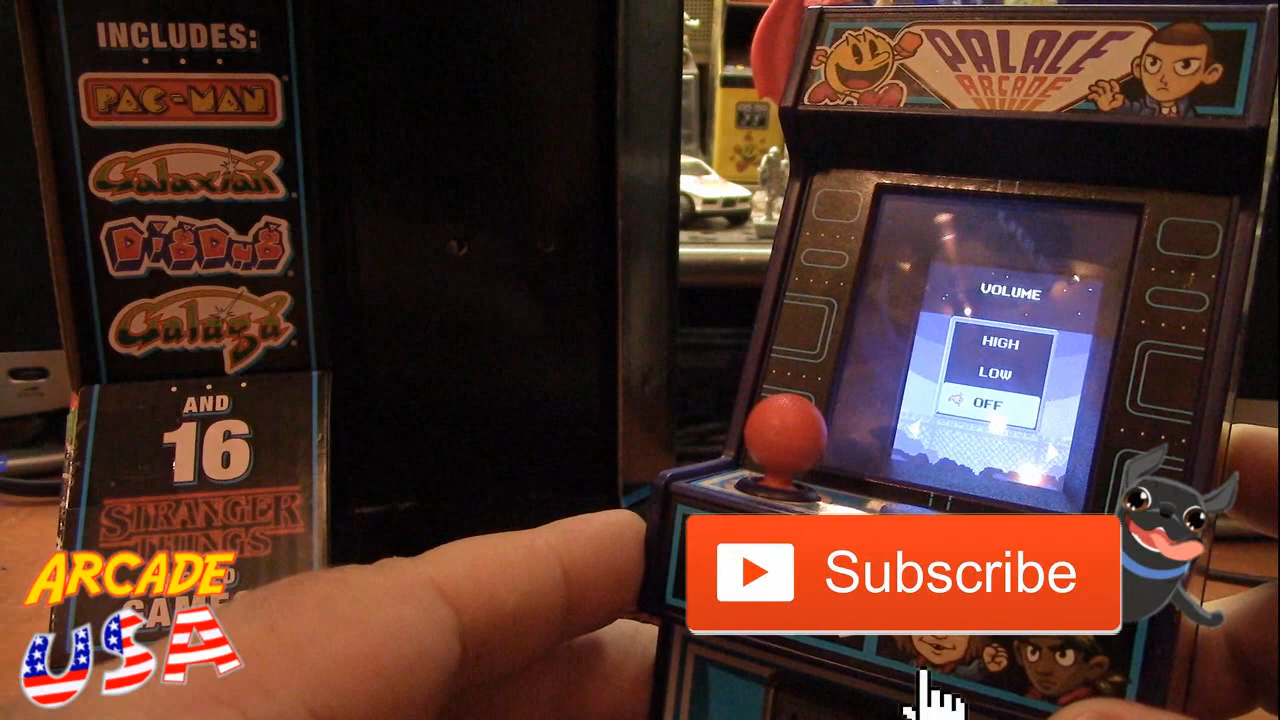 INCLUDES:
PAC-MAN
Galaxian
DIG DUG
Galaga
AND
16
STRANGER
THINGS
GAMES
ARCADE
USA
PALACE
ARCADE
VOLUME
HIGH
LOW
OFF
Subscribe